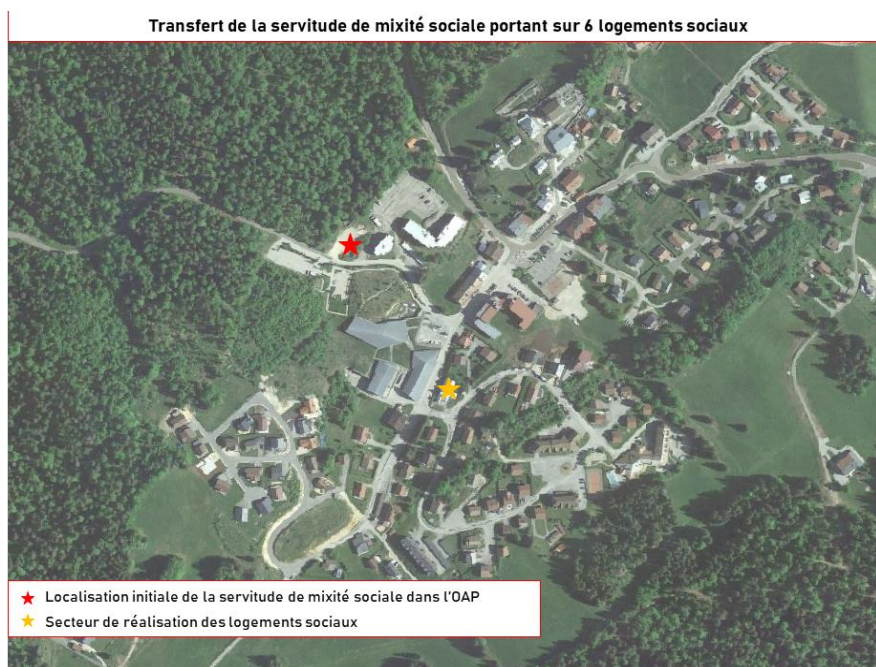 Transfert de la servitude de mixité sociale portant sur 6 logements sociaux
Localisation initiale de la servitude de mixité sociale dans l'OAP
Secteur de réalisation des logements sociaux